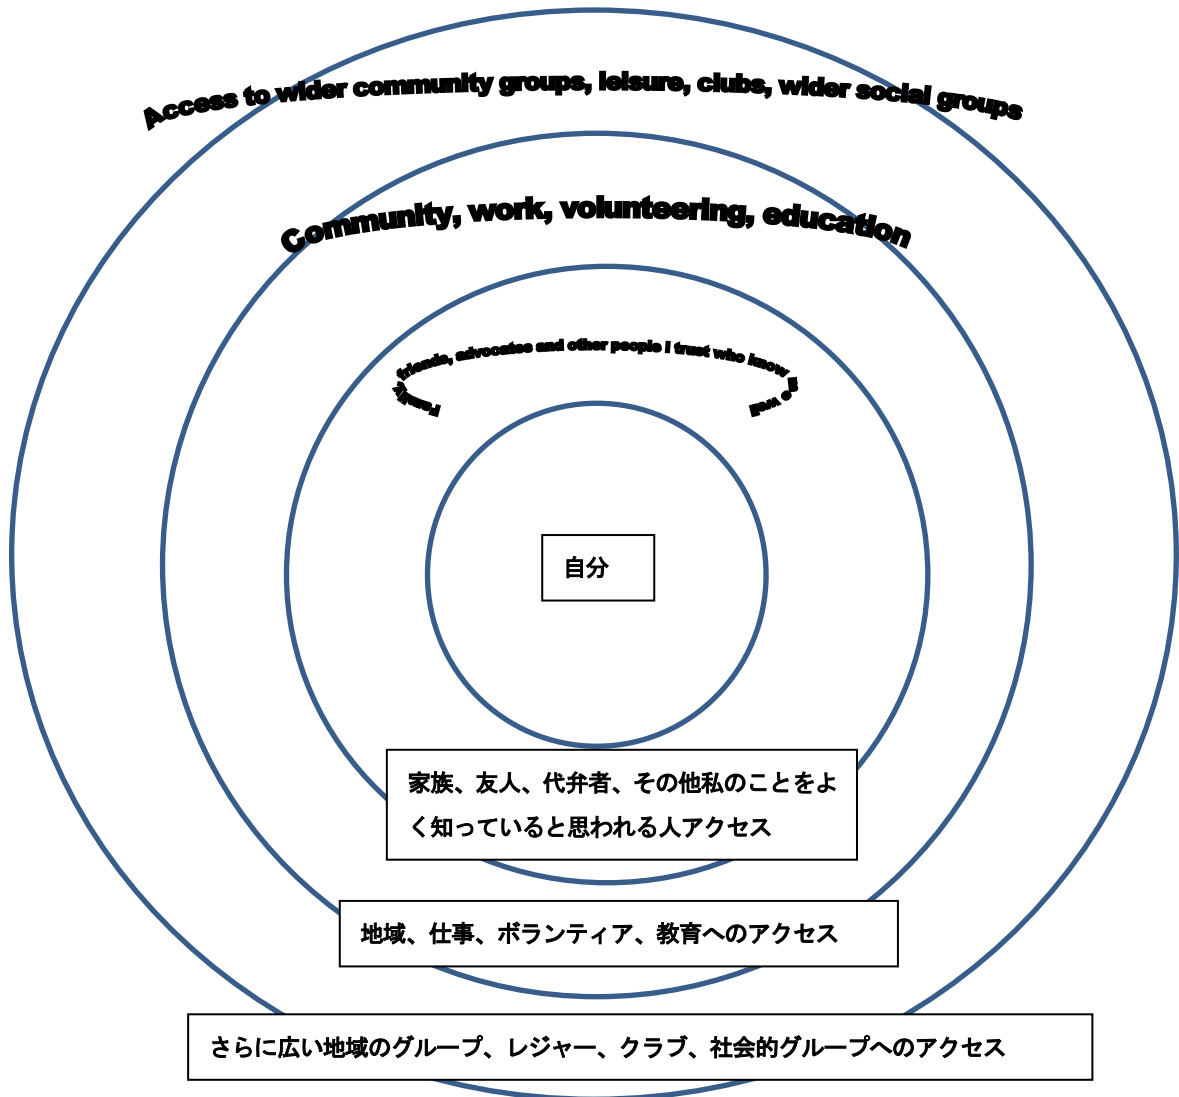 Access to wider community groups, leisure, clubs, wider social groups
Community, work, volunteering, education
Family, friends, advocates and other people I trust who know me well
自分
家族、友人、代弁者、その他私のことをよ
く知っていると思われる人アクセス
地域、仕事、ボランティア、教育へのアクセス
さらに広い地域のグループ、レジャー、クラブ、社会的グループへのアクセス